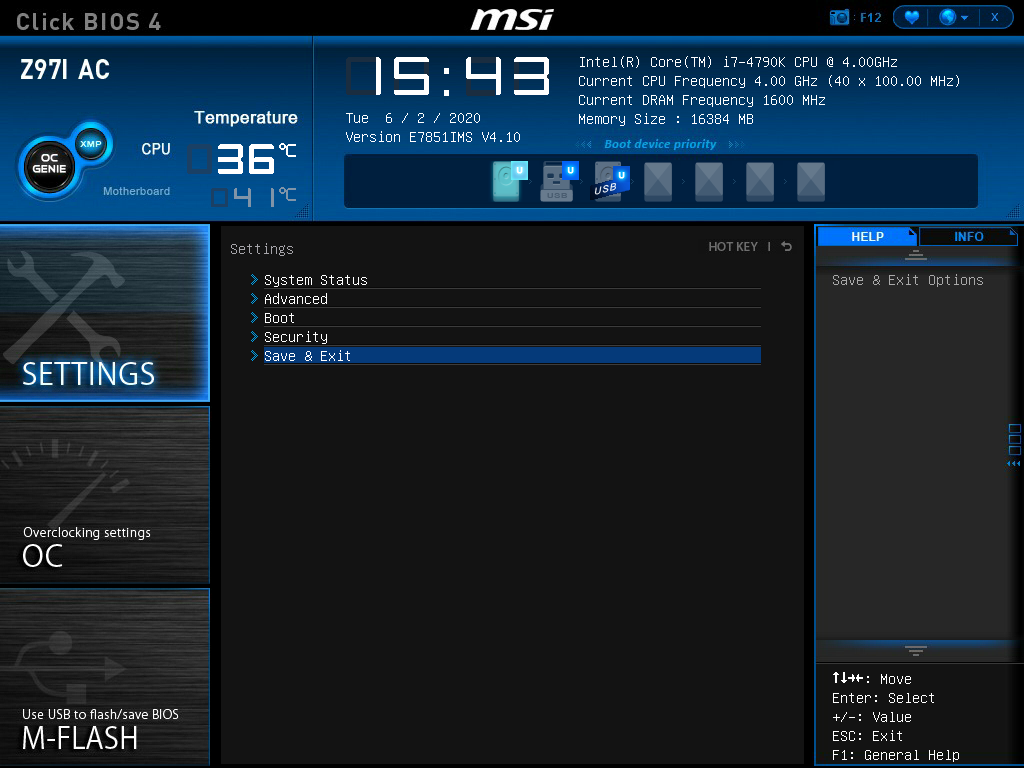 Click BIOS 4
msi
: F12
X
Z97I AC
Temperature
OC
GENIE
XMP
CPU
36°C
Motherboard
41°C
15:43
Tue 6 / 2 / 2020
Version E7851IMS V4.10
Intel(R) Core(TM) i7-4790K CPU @ 4.00GHz
Current CPU Frequency 4.00 GHz (40 x 100.00 MHz)
Current DRAM Frequency 1600 MHz
Memory Size : 16384 MB
Boot device priority
U
U
USB
U
USB
SETTINGS
Overclocking settings
OC
Use USB to flash/save BIOS
M-FLASH
Settings
HOT KEY |
System Status
Advanced
Boot
Security
Save & Exit
HELP
INFO
Save & Exit Options
↑↓→←: Move
Enter: Select
+/-: Value
ESC: Exit
F1: General Help